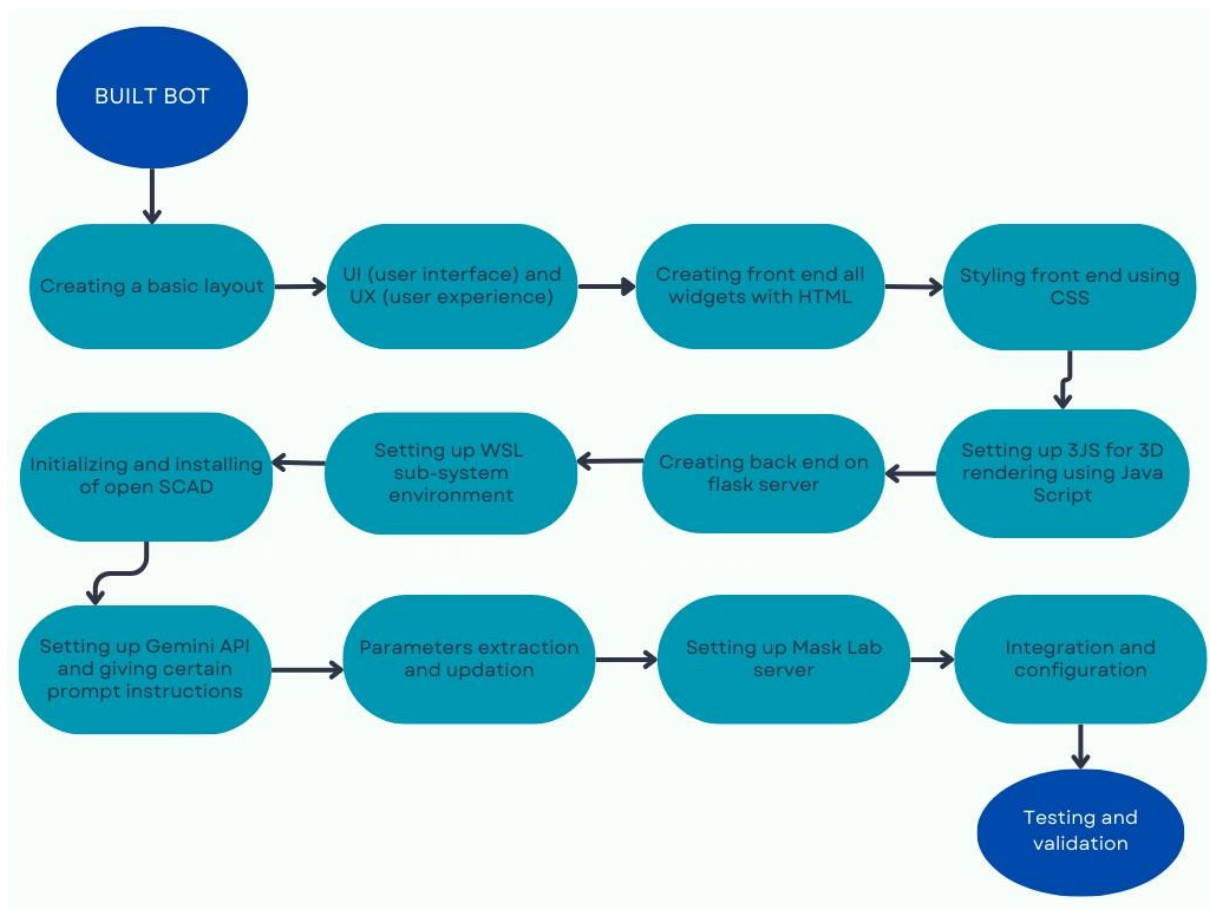 BUILT BOT
Creating a basic layout
UI (user interface) and
UX (user experience)
Creating front end all
widgets with HTML
Styling front end using
CSS
Setting up 3JS for 3D
rendering using Java
Script
Creating back end on
flask server
Setting up WSL
sub-system
environment
Initializing and installing
of open SCAD
Setting up Gemini API
and giving certain
prompt instructions
Parameters extraction
and updation
Setting up Mask Lab
server
Integration and
configuration
Testing and
validation